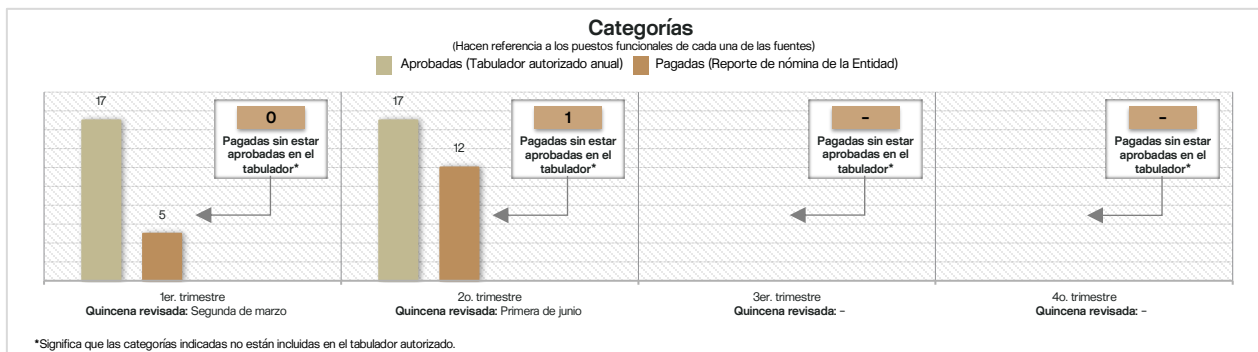 Categorías
(Hacen referencia a los puestos funcionales de cada una de las fuentes)
Aprobadas (Tabulador autorizado anual) Pagadas (Reporte de nómina de la Entidad)
17
5
0
Pagadas sin estar
aprobadas en el
tabulador*
1er. trimestre
Quincena revisada: Segunda de marzo
17
12
1
Pagadas sin estar
aprobadas en el
tabulador*
2o. trimestre
Quincena revisada: Primera de junio
-
Pagadas sin estar
aprobadas en el
tabulador*
3er. trimestre
Quincena revisada: -
-
Pagadas sin estar
aprobadas en el
tabulador*
4o. trimestre
Quincena revisada: -
*Significa que las categorías indicadas no están incluidas en el tabulador autorizado.